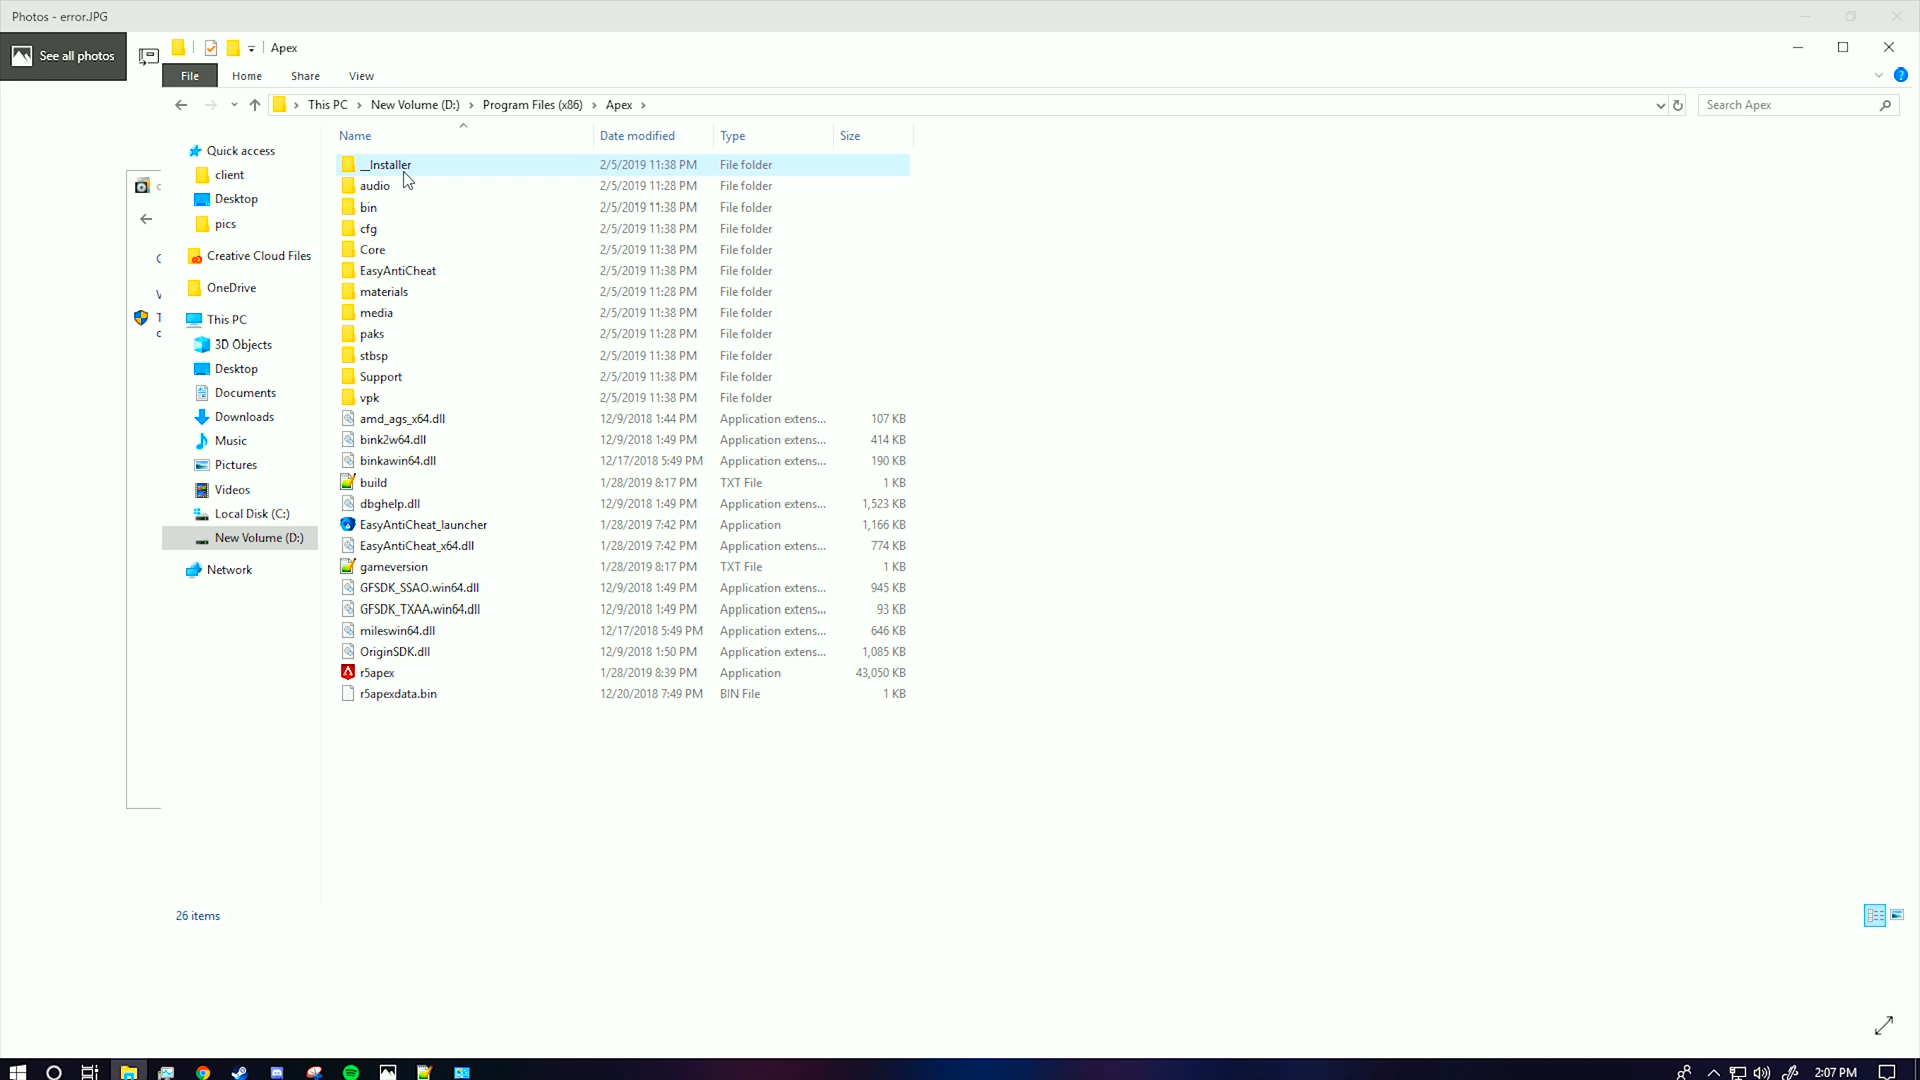 Photos - error.JPG
See all photos
Apex
File Home Share View
This PC New Volume (D:) Program Files (x86) Apex
Search Apex
Name Date modified Type Size
Quick access
client
Desktop
pics
Creative Cloud Files
OneDrive
This PC
3D Objects
Desktop
Documents
Downloads
Music
Pictures
Videos
Local Disk (C:)
New Volume (D:)
Network
__Installer 2/5/2019 11:38 PM File folder
audio 2/5/2019 11:28 PM File folder
bin 2/5/2019 11:38 PM File folder
cfg 2/5/2019 11:38 PM File folder
Core 2/5/2019 11:38 PM File folder
EasyAntiCheat 2/5/2019 11:38 PM File folder
materials 2/5/2019 11:28 PM File folder
media 2/5/2019 11:38 PM File folder
paks 2/5/2019 11:28 PM File folder
stbsp 2/5/2019 11:38 PM File folder
Support 2/5/2019 11:38 PM File folder
vpk 2/5/2019 11:38 PM File folder
amd_ags_x64.dll 12/9/2018 1:44 PM Application extens... 107 KB
bink2w64.dll 12/9/2018 1:49 PM Application extens... 414 KB
binkawin64.dll 12/17/2018 5:49 PM Application extens... 190 KB
build 1/28/2019 8:17 PM TXT File 1 KB
dbghelp.dll 12/9/2018 1:49 PM Application extens... 1,523 KB
EasyAntiCheat_launcher 1/28/2019 7:42 PM Application 1,166 KB
EasyAntiCheat_x64.dll 1/28/2019 7:42 PM Application extens... 774 KB
gameversion 1/28/2019 8:17 PM TXT File 1 KB
GFSDK_SSAO.win64.dll 12/9/2018 1:49 PM Application extens... 945 KB
GFSDK_TXAA.win64.dll 12/9/2018 1:49 PM Application extens... 93 KB
mileswin64.dll 12/17/2018 5:49 PM Application extens... 646 KB
OriginSDK.dll 12/9/2018 1:50 PM Application extens... 1,085 KB
r5apex 1/28/2019 8:39 PM Application 43,050 KB
r5apexdata.bin 12/20/2018 7:49 PM BIN File 1 KB
26 items
2:07 PM